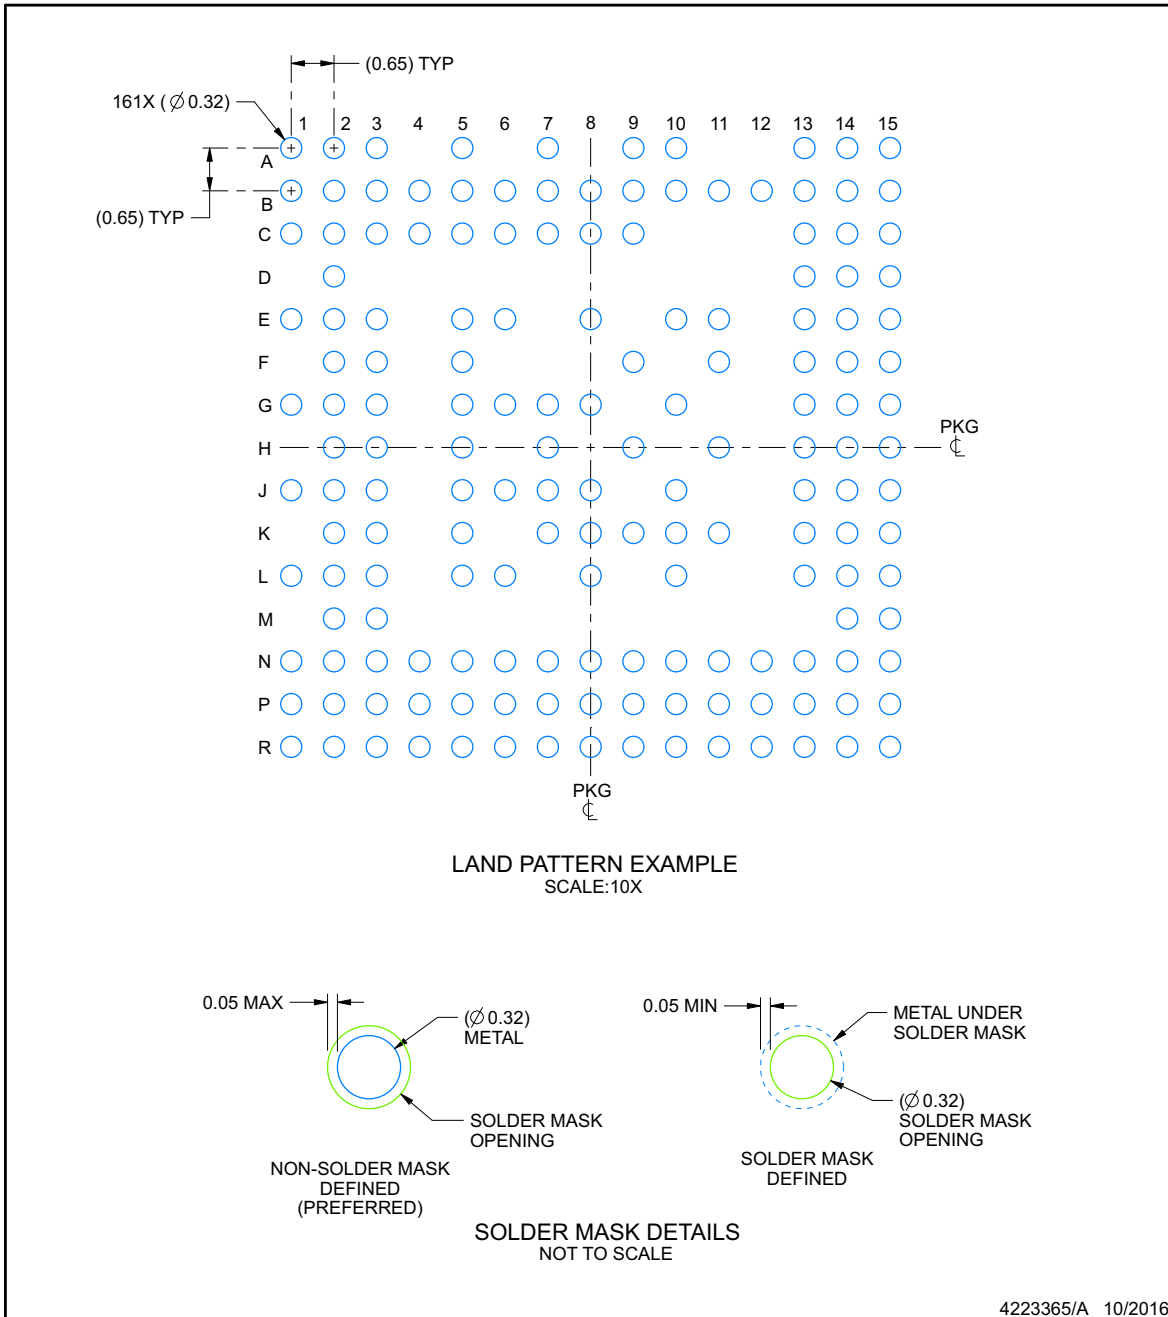 (0.65) TYP
161X (∅0.32)
1 2 3 4 5 6 7 8 9 10 11 12 13 14 15
A
B
(0.65) TYP
C
D
E
F
G
PKG
℄
H
J
K
L
M
N
P
R
PKG
℄
LAND PATTERN EXAMPLE
SCALE:10X
0.05 MAX
(∅0.32)
METAL
SOLDER MASK
OPENING
NON-SOLDER MASK
DEFINED
(PREFERRED)
0.05 MIN
METAL UNDER
SOLDER MASK
(∅0.32)
SOLDER MASK
OPENING
SOLDER MASK
DEFINED
SOLDER MASK DETAILS
NOT TO SCALE
4223365/A 10/2016